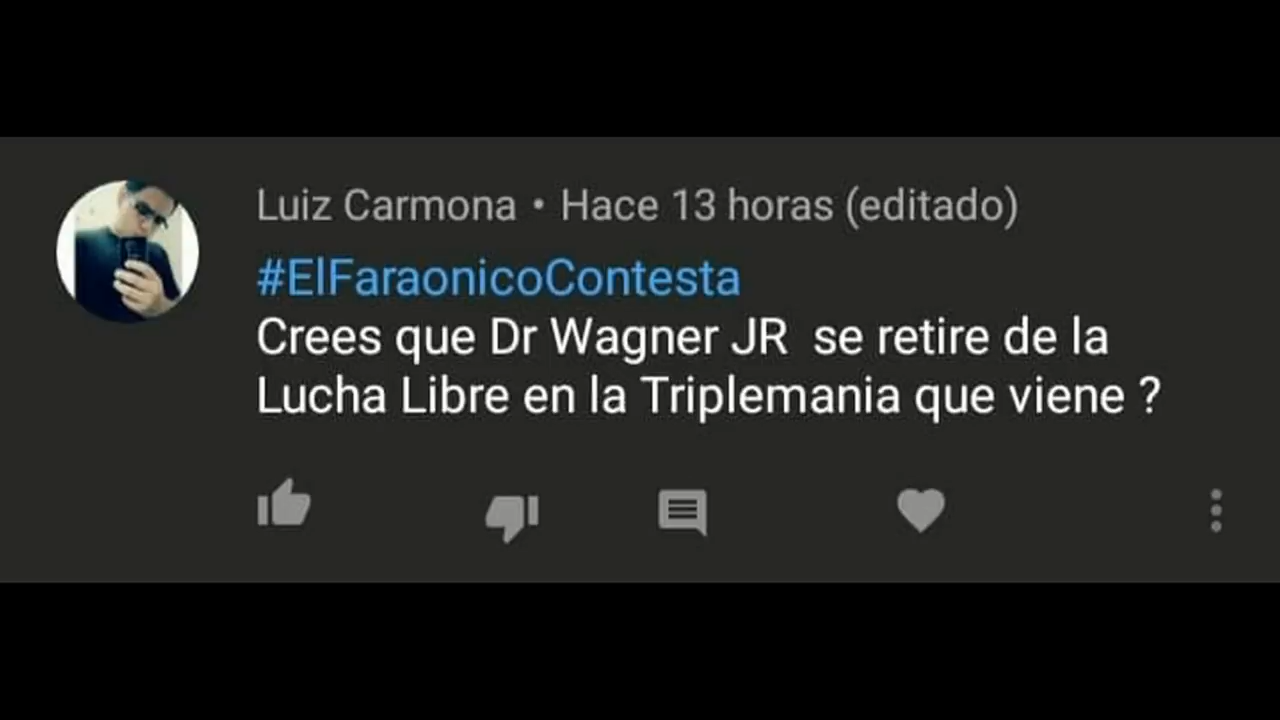 Luiz Carmona • Hace 13 horas (editado)
#ElFaraonicoContesta
Crees que Dr Wagner JR  se retire de la
Lucha Libre en la Triplemania que viene ?